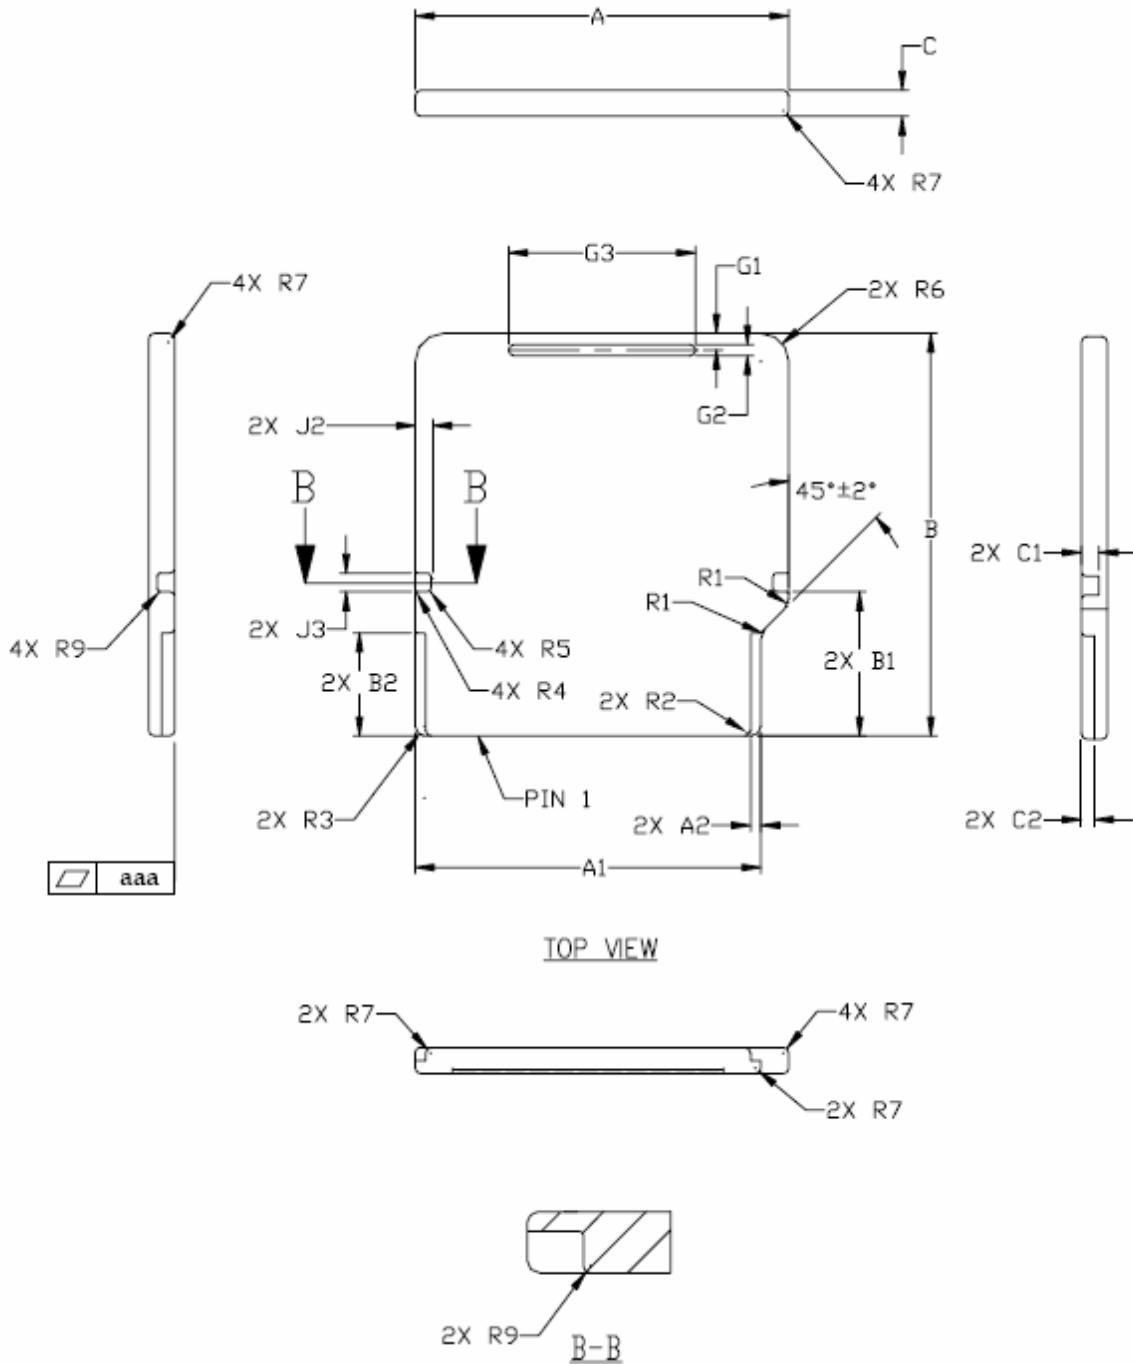 A
C
4X R7
G3
G1
4X R7
2X R6
2X J2
G2
B
B
45°±2°
B
2X C1
R1
R1
2X J3
4X R9
4X R5
2X B2
2X B1
4X R4
2X R2
PIN 1
2X R3
2X A2
2X C2
A1
aaa
TOP VIEW
2X R7
4X R7
2X R7
2X R9
B-B